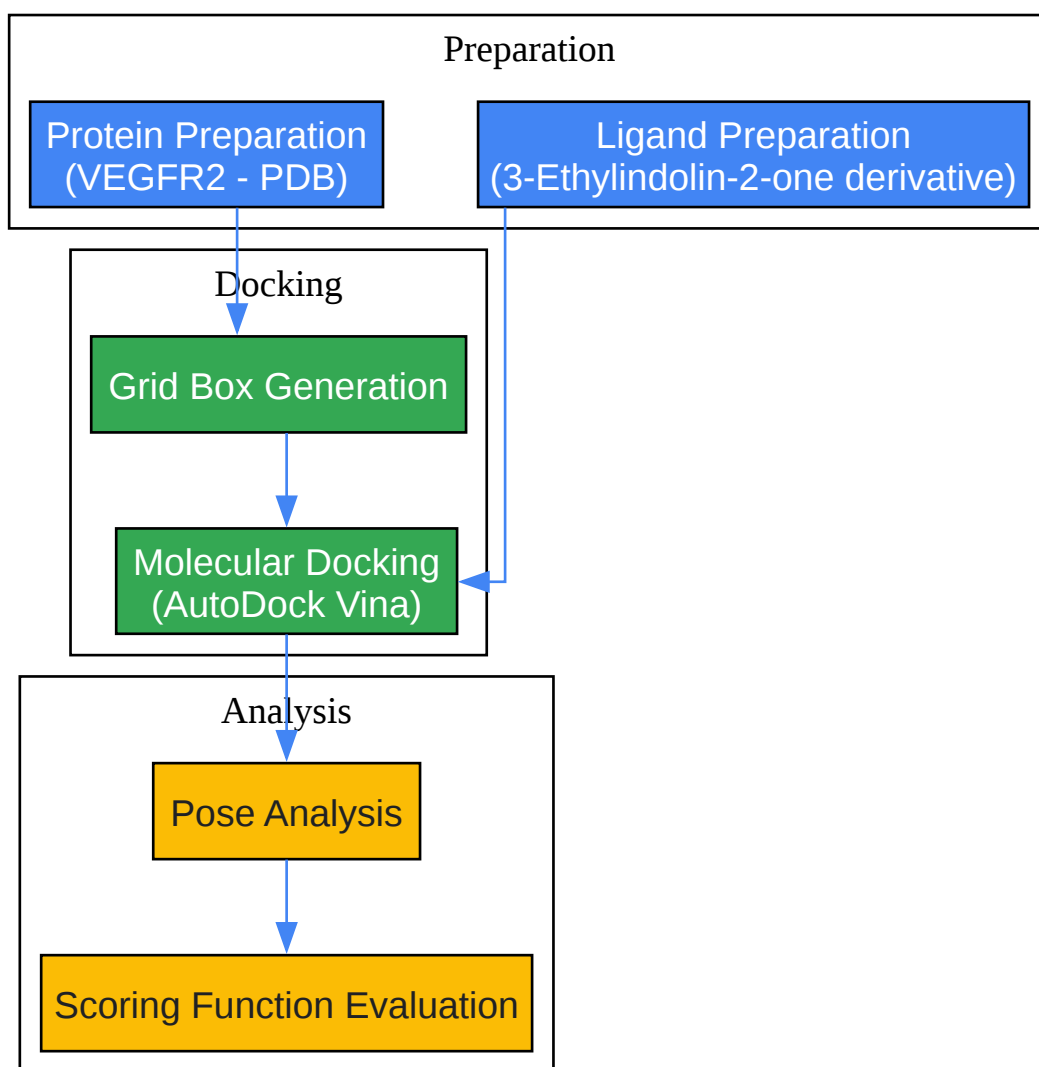 Preparation
Protein Preparation
(VEGFR2 - PDB)
Ligand Preparation
(3-Ethylindolin-2-one derivative)
Docking
Grid Box Generation
Molecular Docking
(AutoDock Vina)
Analysis
Pose Analysis
Scoring Function Evaluation